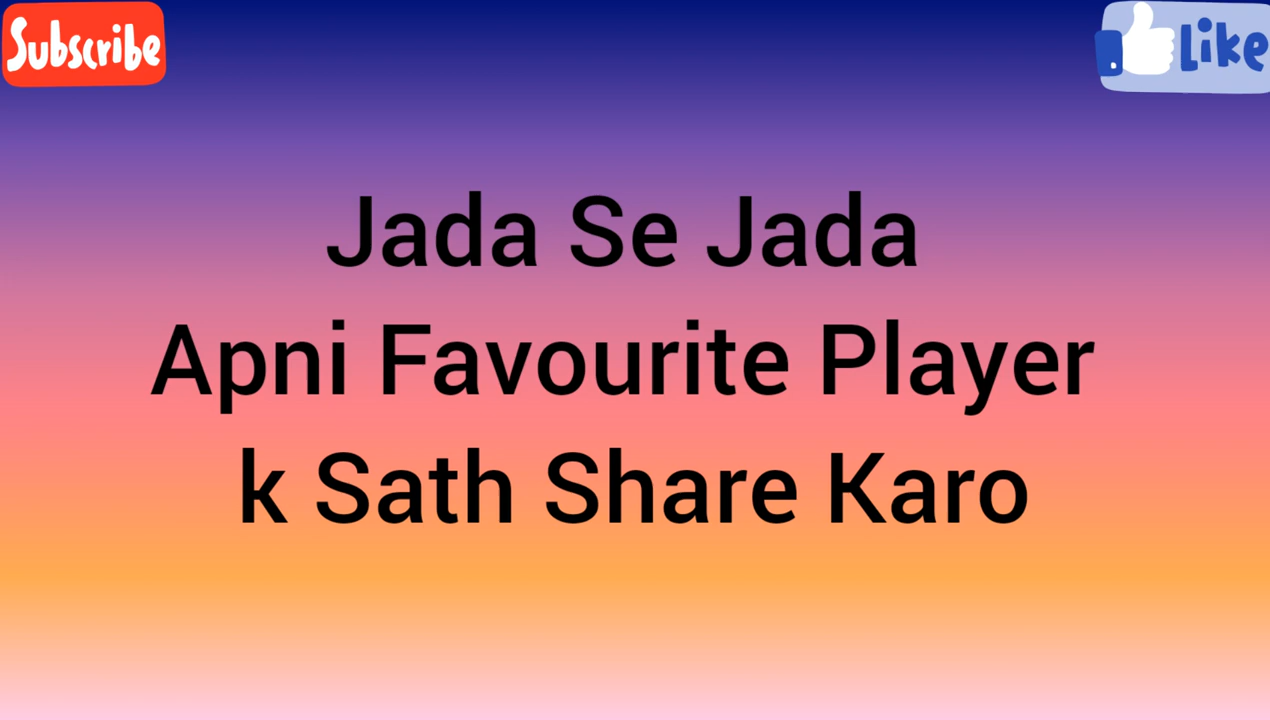 Subscribe
Like
Jada Se Jada
Apni Favourite Player
k Sath Share Karo